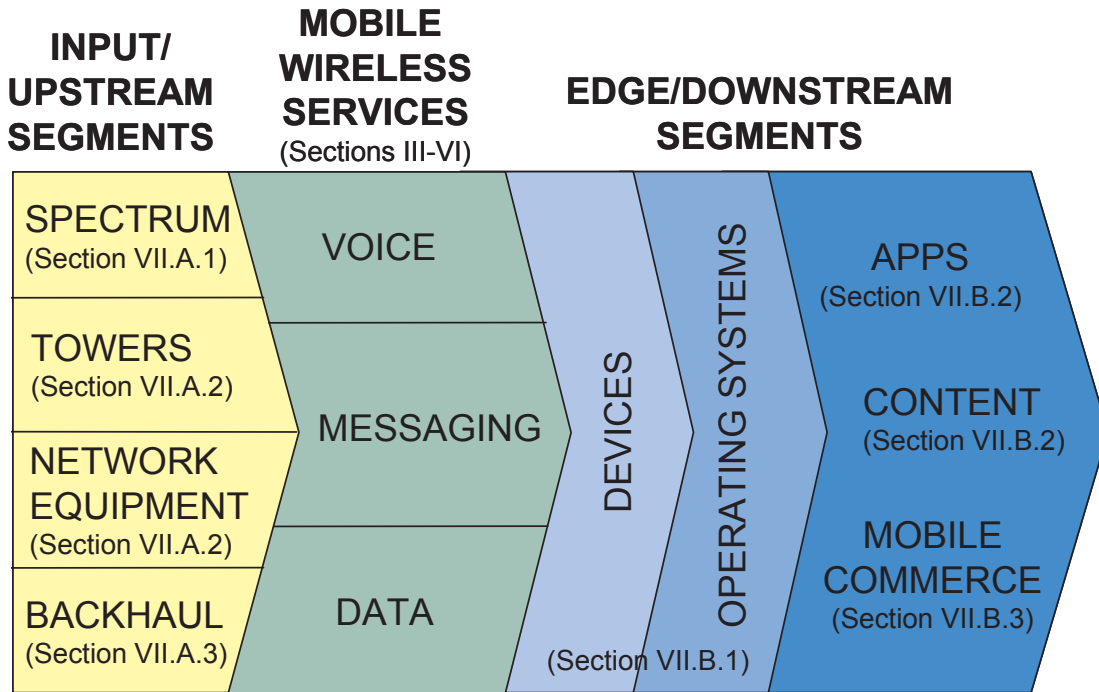 INPUT/
UPSTREAM
SEGMENTS
MOBILE
WIRELESS
SERVICES
(Sections III-VI)
EDGE/DOWNSTREAM
SEGMENTS
SPECTRUM
(Section VII.A.1)
TOWERS
(Section VII.A.2)
NETWORK
EQUIPMENT
(Section VII.A.2)
BACKHAUL
(Section VII.A.3)
VOICE
MESSAGING
DATA
DEVICES
OPERATING SYSTEMS
(Section VII.B.1)
APPS
(Section VII.B.2)
CONTENT
(Section VII.B.2)
MOBILE
COMMERCE
(Section VII.B.3)